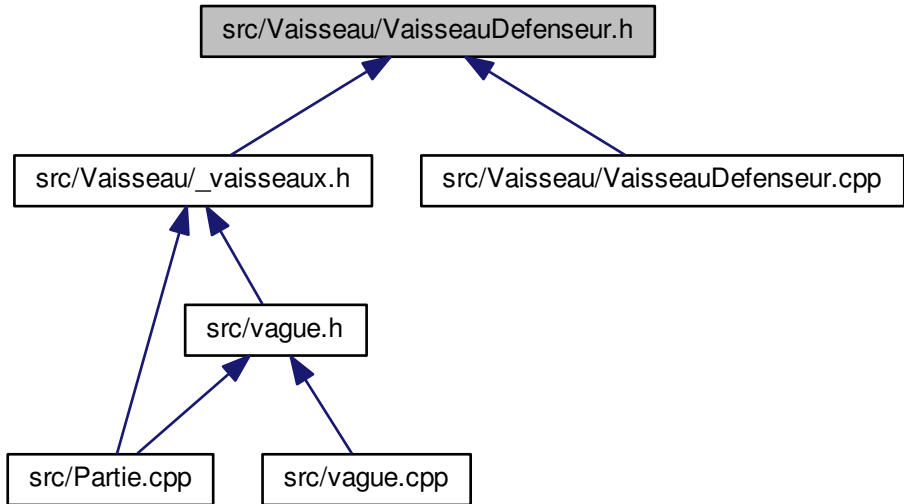 src/Vaisseau/VaisseauDefenseur.h
src/Vaisseau/_vaisseaux.h
src/Vaisseau/VaisseauDefenseur.cpp
src/vague.h
src/Partie.cpp
src/vague.cpp